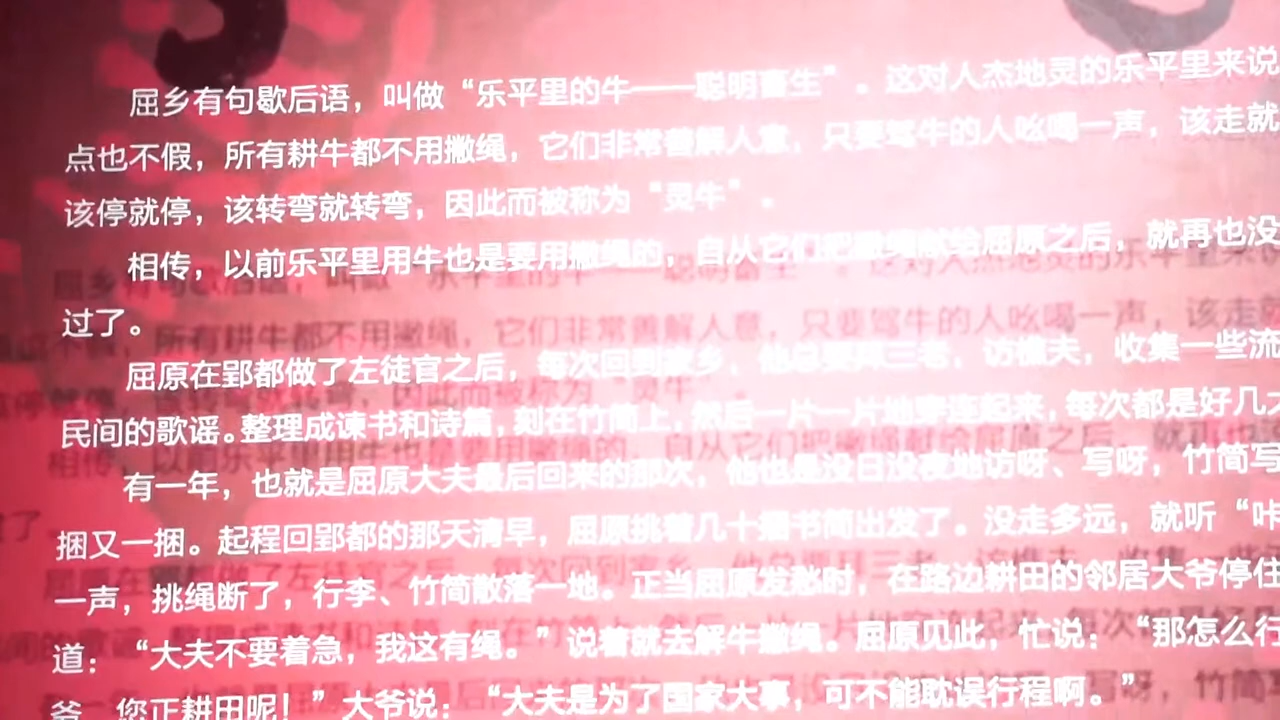 屈乡有句歇后语，叫做“乐平里的牛——聪明畜生”。这对人杰地灵的乐平里来说
点也不假，所有耕牛都不用撇绳，它们非常善解人意，只要驾牛的人吆喝一声，该走就
该停就停，该转弯就转弯，因此而被称为“灵牛”。
相传，以前乐平里用牛也是要用撇绳的，自从它们把撇绳献给屈原之后，就再也没
过了。
屈原在郢都做了左徒官之后，每次回到家乡，他总要拜三老，访樵夫，收集一些流
民间的歌谣。整理成谏书和诗篇，刻在竹简上，然后一片一片地穿连起来，每次都是好几大
有一年，也就是屈原大夫最后回来的那次，他也是没日没夜地访呀、写呀，竹简写
捆又一捆。起程回郢都的那天清早，屈原挑着几十捆书简出发了。没走多远，就听“咔
一声，挑绳断了，行李、竹简散落一地。正当屈原发愁时，在路边耕田的邻居大爷停住
道：“大夫不要着急，我这有绳。”说着就去解牛撇绳。屈原见此，忙说：“那怎么行
爷，您正耕田呢！”大爷说：“大夫是为了国家大事，可不能耽误行程啊。”